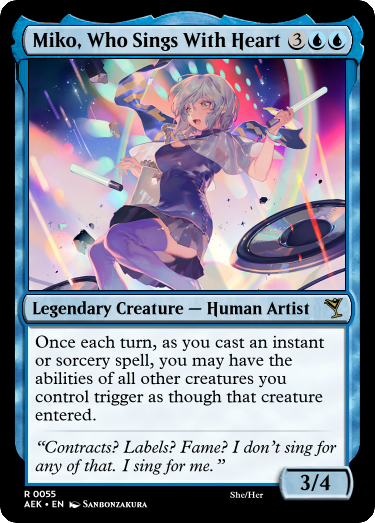 Miko, Who Sings With Heart 3
Legendary Creature — Human Artist
Once each turn, as you cast an instant
or sorcery spell, you may have the
abilities of all other creatures you
control trigger as though that creature
entered.
“Contracts? Labels? Fame? I don’t sing for
any of that. I sing for me.”
3/4
R 0055
AEK • EN SANBONZAKURA
She/Her